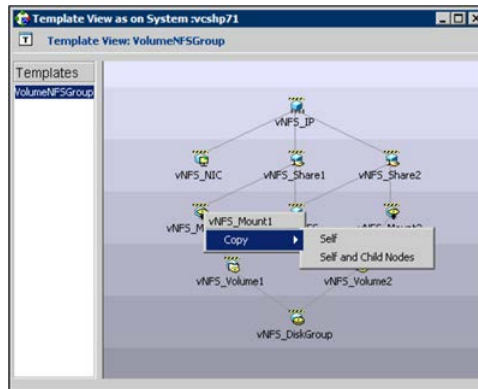 Template View as on System :vcshp71
T Template View: VolumeNFSGroup
Templates
VolumeNFSGroup
vNFS_IP
vNFS_NIC vNFS_Share1 vNFS_Share2
vNFS_Mount1
Copy
Self
Self and Child Nodes
vNFS_Volume1 vNFS_Volume2
vNFS_DiskGroup